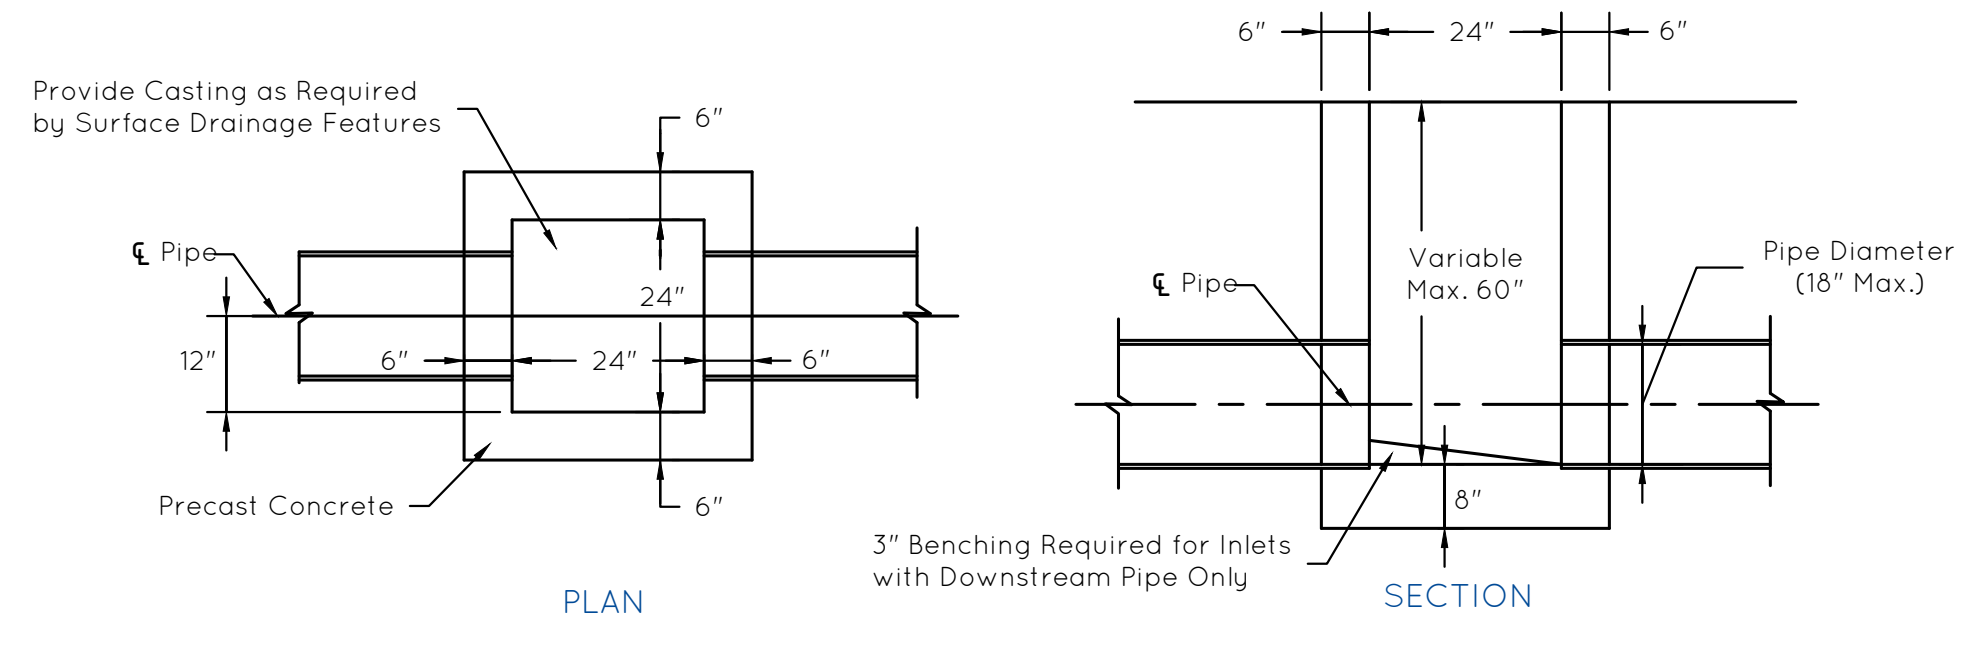 Provide Casting as Required
by Surface Drainage Features
6"
℄ Pipe
24"
12"
6"
24"
6"
Precast Concrete
6"
PLAN
6"
24"
6"
Variable
Max. 60"
℄ Pipe
Pipe Diameter
(18" Max.)
8"
3" Benching Required for Inlets
with Downstream Pipe Only
SECTION